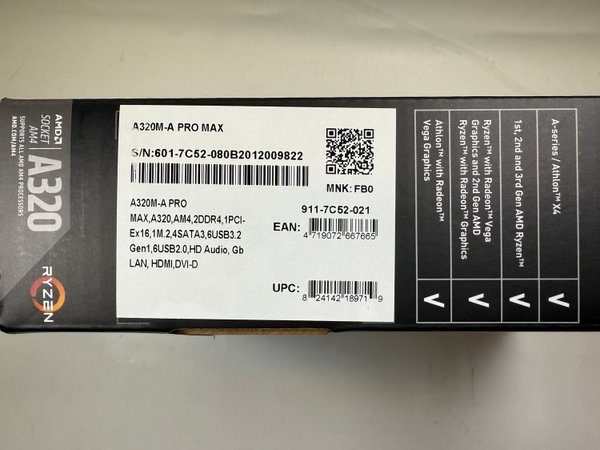 AMD
SOCKET
AM4
A320
SUPPORTS ALL AMD AM4 PROCESSORS
AMD.COM/AM4
RYZEN
A320M-A PRO MAX
S/N:601-7C52-080B2012009822
MNK: FB0
A320M-A PRO
MAX,A320,AM4,2DDR4,1PCI-
Ex16,1M.2,4SATA3,6USB3.2
Gen1,6USB2.0,HD Audio, Gb
LAN, HDMI,DVI-D
911-7C52-021
EAN:
4 719072 667665
UPC:
8 24142 18971 9
A-series / Athlon™ X4
1st, 2nd and 3rd Gen AMD Ryzen™
Ryzen™ with Radeon™ Vega
Graphics and 2nd Gen AMD
Ryzen™ with Radeon™ Graphics
Athlon™ with Radeon™
Vega Graphics
V
V
V
V